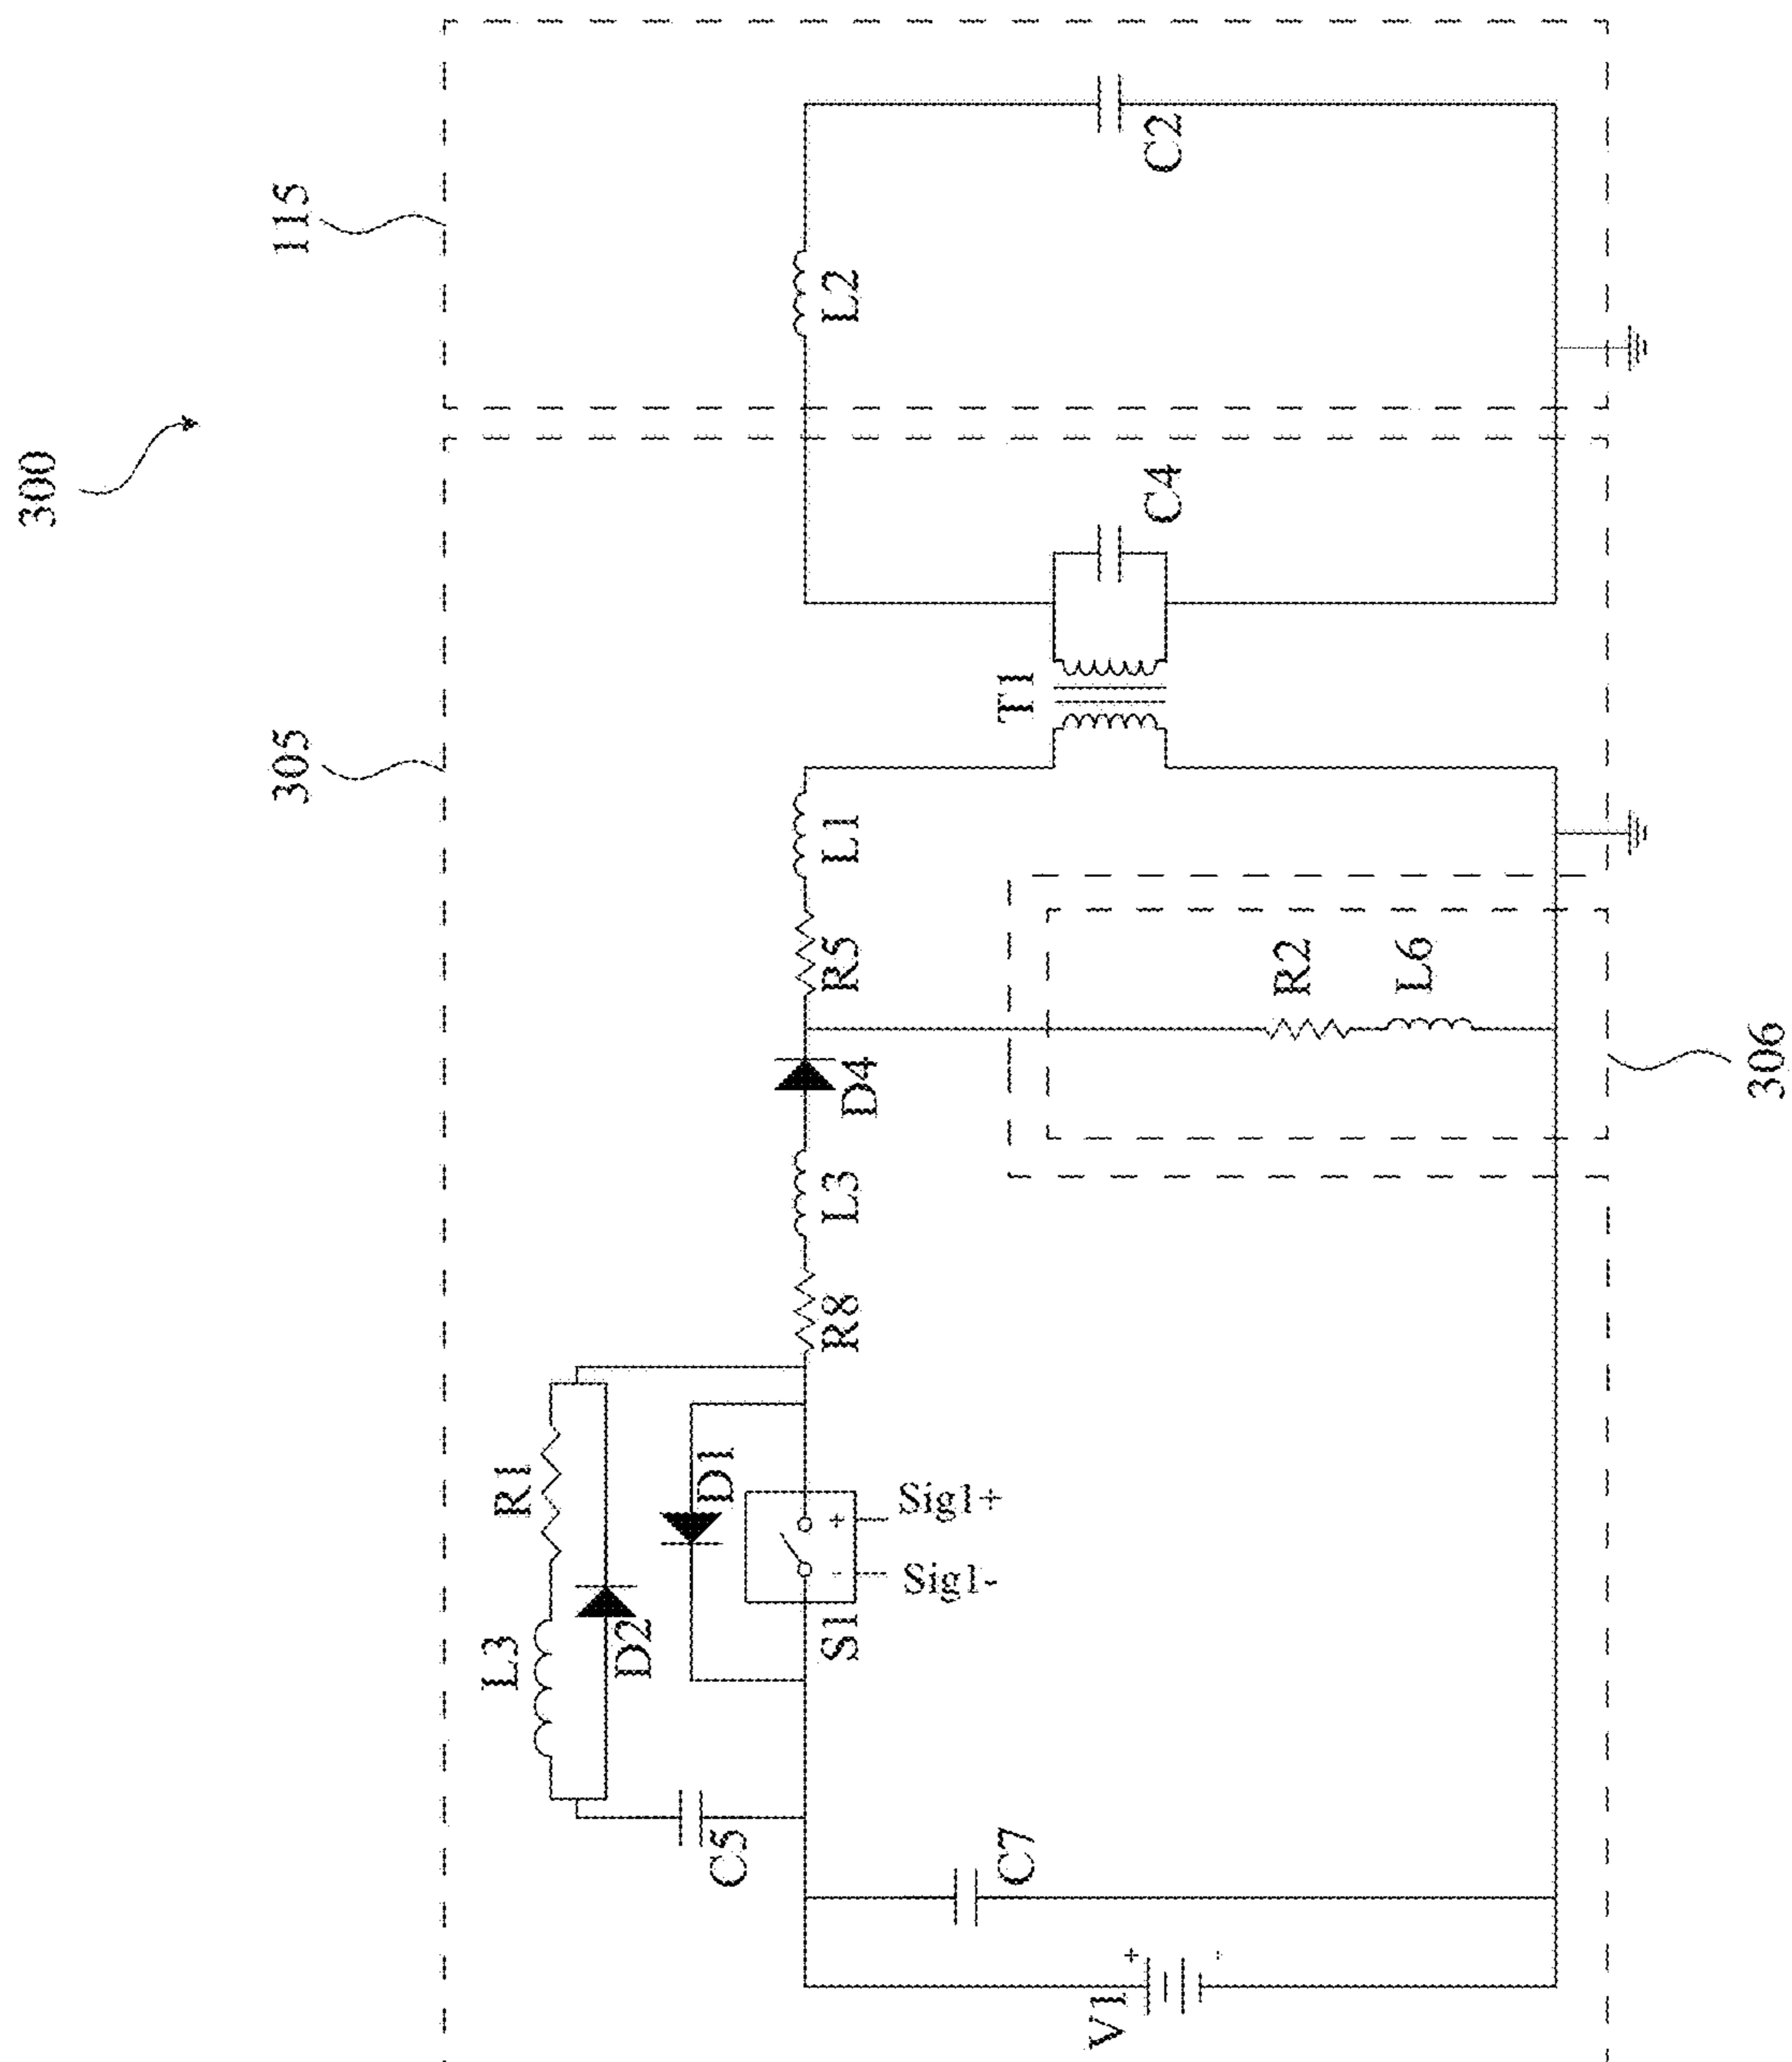 300
305
115
L3
R1
D2
D1
C5
S1
Sig1-
Sig1+
R8
L3
D4
R5
L1
T1
C4
L2
C2
V1
+
-
C7
-
+
R2
L6
306